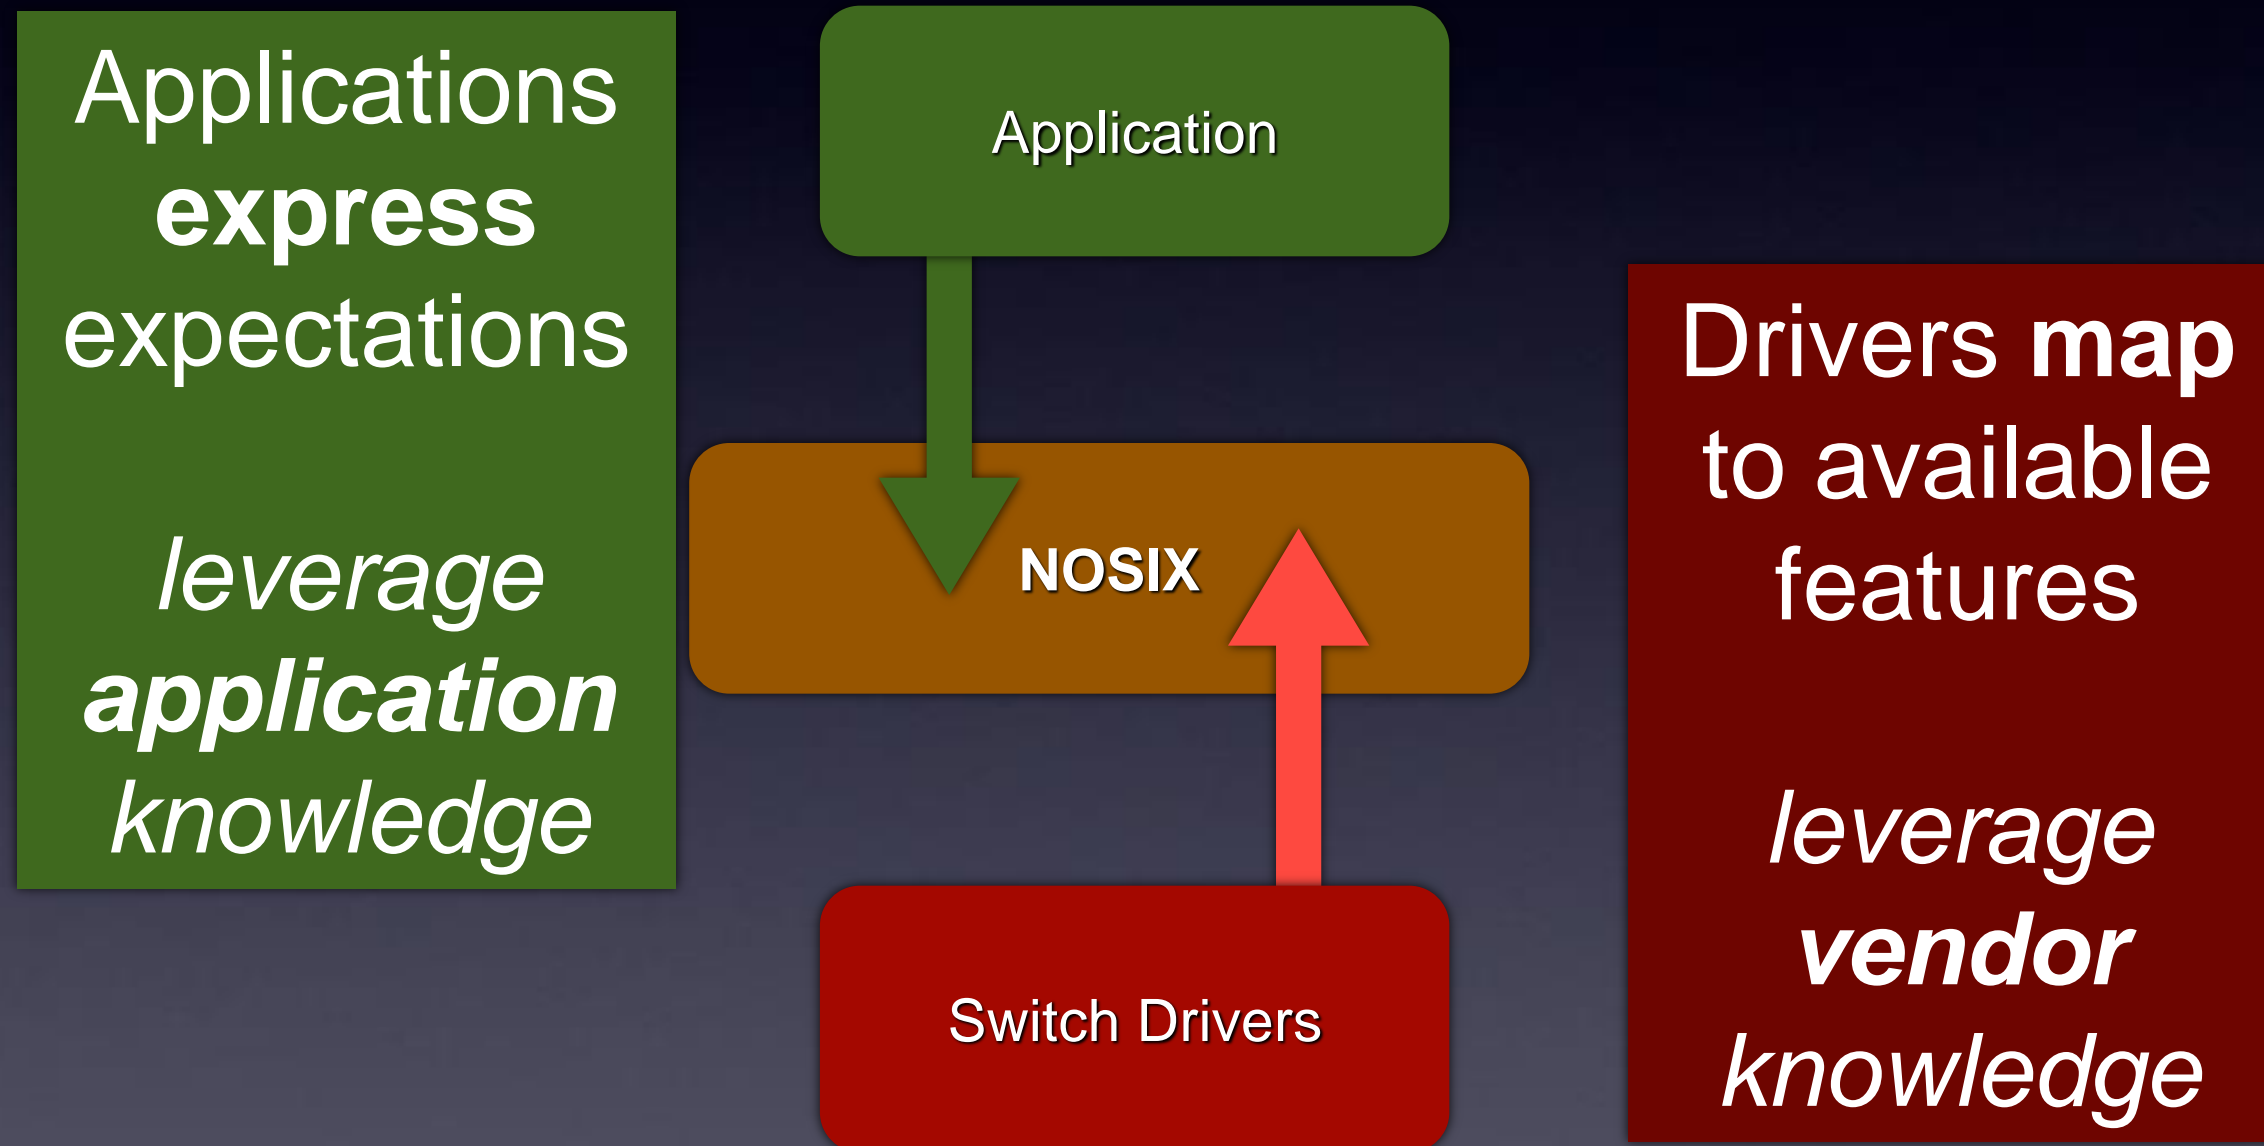 Applications
express
expectations
leverage
application
knowledge
Application
NOSIX
Switch Drivers
Drivers map
to available
features
leverage
vendor
knowledge